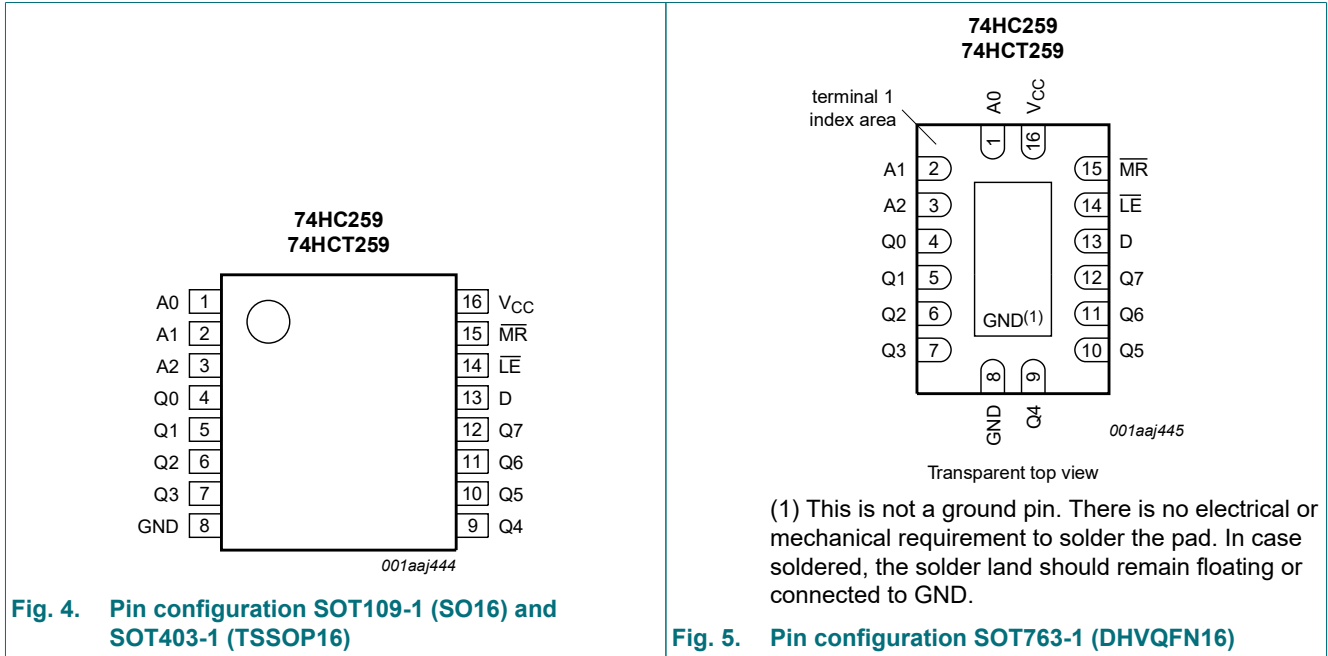 74HC259
74HCT259
A0 1
A1 2
A2 3
Q0 4
Q1 5
Q2 6
Q3 7
GND 8
16 VCC
15 MR
14 LE
13 D
12 Q7
11 Q6
10 Q5
9 Q4
001aaj444
Fig. 4. Pin configuration SOT109-1 (SO16) and
SOT403-1 (TSSOP16)
74HC259
74HCT259
terminal 1
index area
A0
VCC
1
16
A1 2
A2 3
Q0 4
Q1 5
Q2 6
Q3 7
15 MR
14 LE
13 D
12 Q7
11 Q6
10 Q5
GND(1)
8
9
GND
Q4
001aaj445
Transparent top view
(1) This is not a ground pin. There is no electrical or
mechanical requirement to solder the pad. In case
soldered, the solder land should remain floating or
connected to GND.
Fig. 5. Pin configuration SOT763-1 (DHVQFN16)